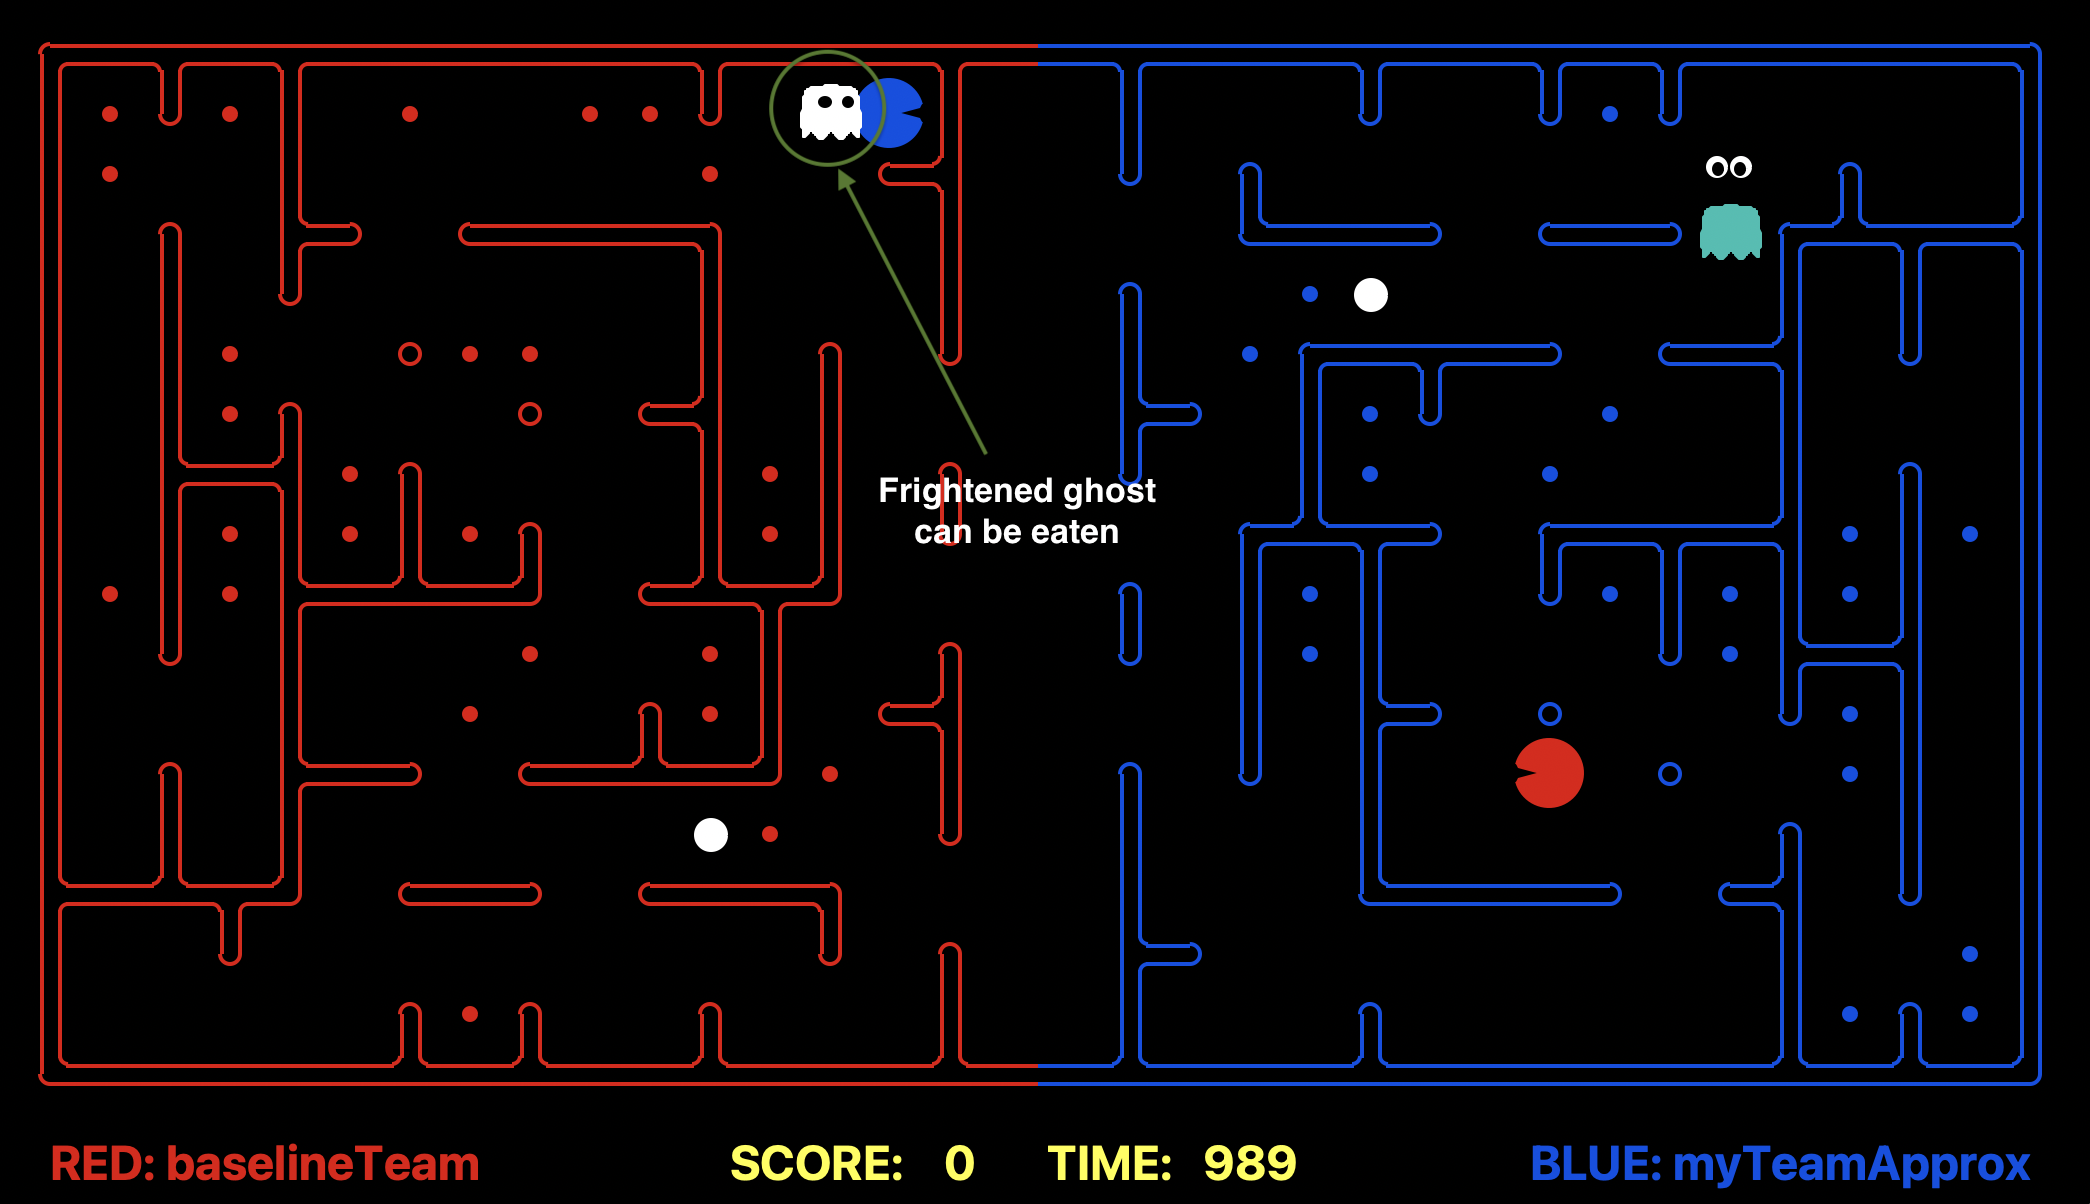 Frightened ghost
can be eaten
RED: baselineTeam SCORE: 0 TIME: 989 BLUE: myTeamApprox